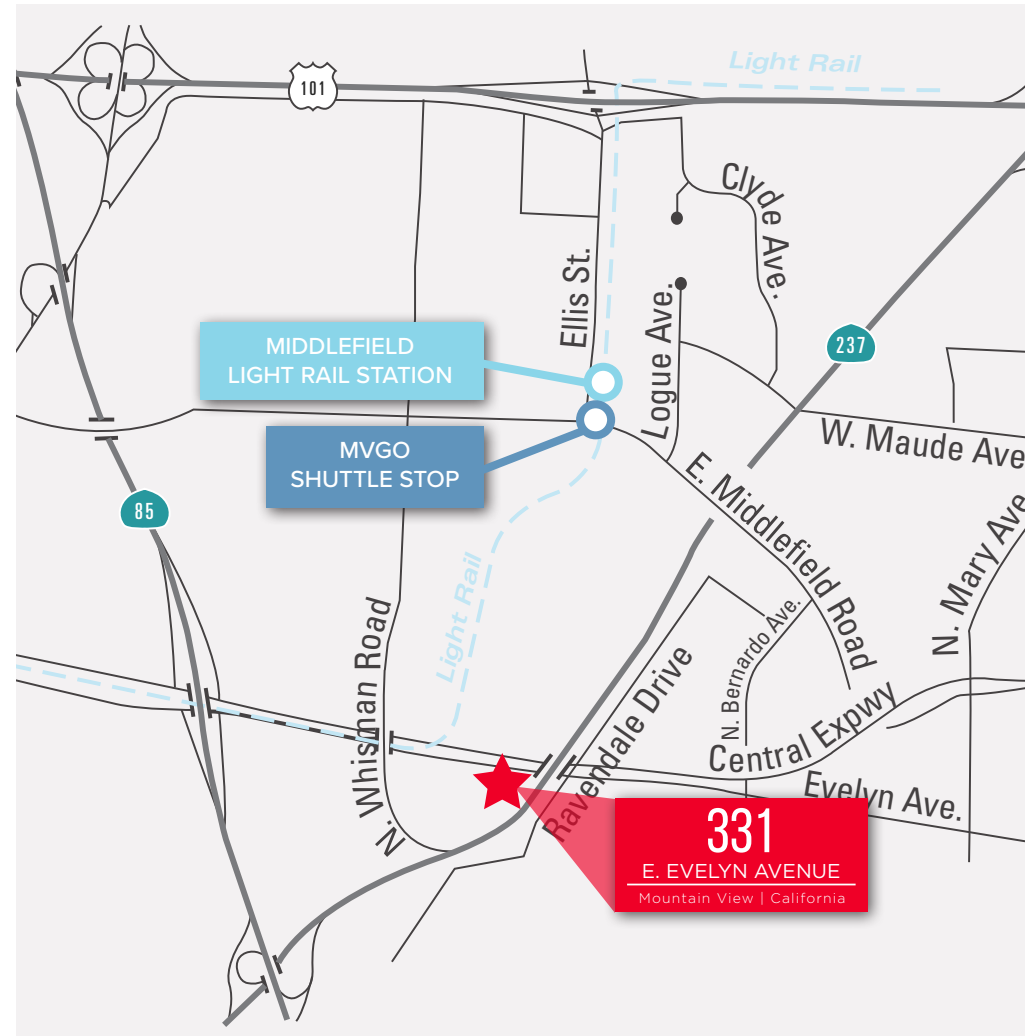 Light Rail
101
Clyde Ave.
Ellis St.
Logue Ave.
237
MIDDLEFIELD
LIGHT RAIL STATION
MVGO
SHUTTLE STOP
W. Maude Ave
E. Middlefield Road
85
N. Mary Ave
Light Rail
N. Whisman Road
N. Bernardo Ave.
Ravendale Drive
Central Expwy
Evelyn Ave.
331
E. EVELYN AVENUE
Mountain View | California